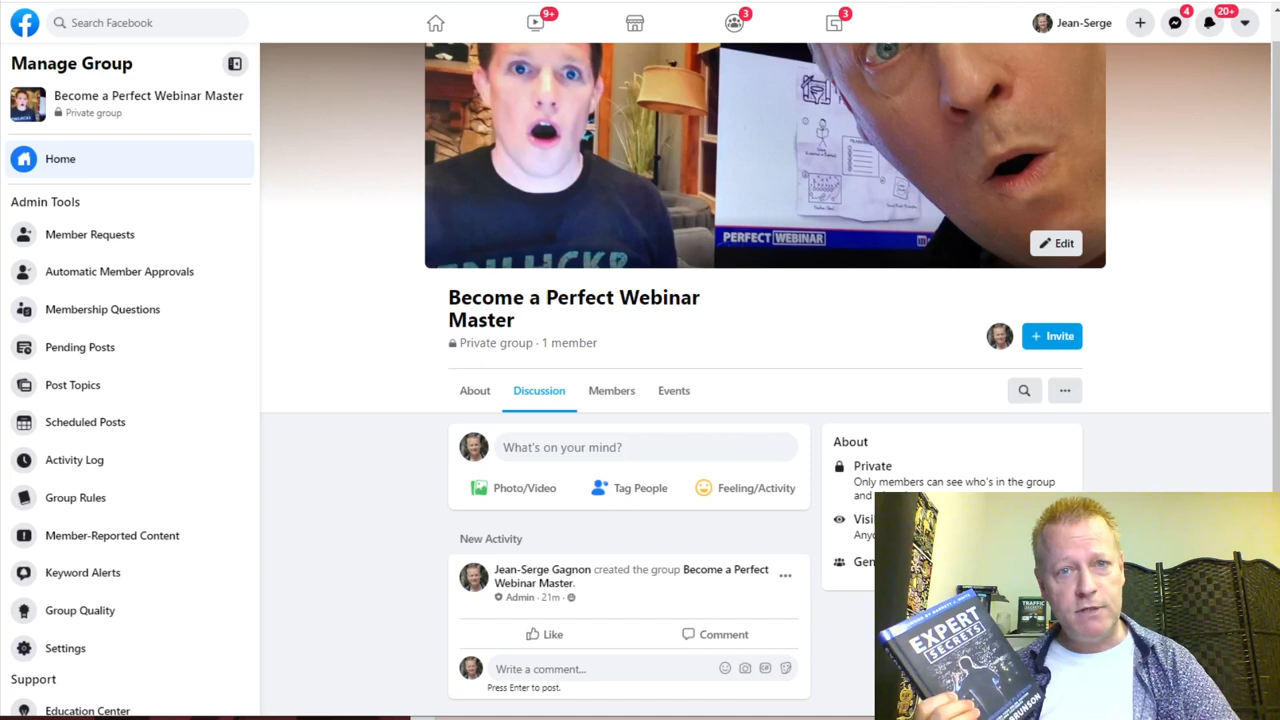 Search Facebook
9+
3
3
Jean-Serge
4
20+
Manage Group
Become a Perfect Webinar Master
Private group
Home
Admin Tools
Member Requests
Automatic Member Approvals
Membership Questions
Pending Posts
Post Topics
Scheduled Posts
Activity Log
Group Rules
Member-Reported Content
Keyword Alerts
Group Quality
Settings
Support
Education Center
PERFECT WEBINAR
Edit
Become a Perfect Webinar
Master
Private group · 1 member
+ Invite
About
Discussion
Members
Events
What's on your mind?
Photo/Video
Tag People
Feeling/Activity
New Activity
Jean-Serge Gagnon created the group Become a Perfect
Webinar Master.
Admin · 21m ·
Like
Comment
Write a comment...
GIF
Press Enter to post.
About
Private
Only members can see who's in the group
and
EXPERT
SECRETS
TRAFFIC
SECRETS